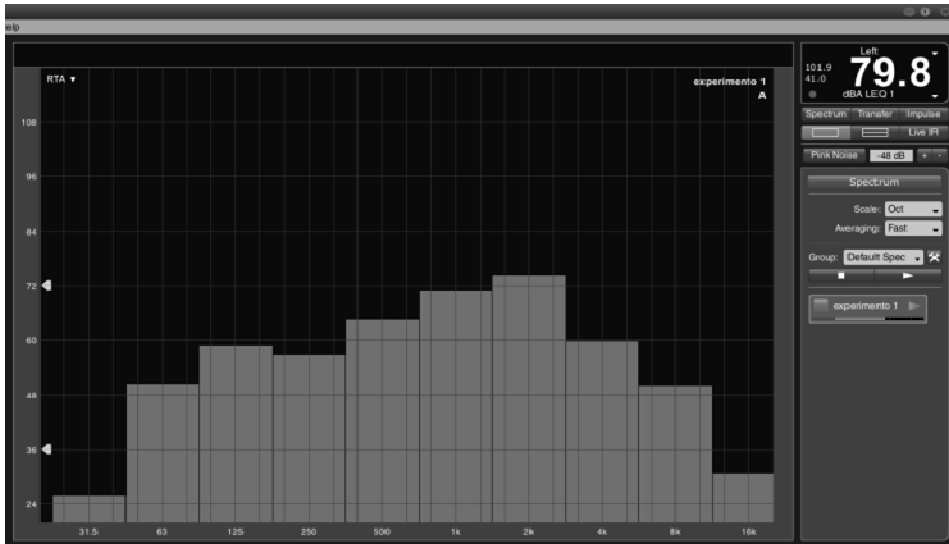 elp
RTA ▼
experimento 1
A
108
96
84
72
60
48
36
24
31.5
63
125
250
500
1k
2k
4k
8k
16k
Left
101.9
41.0
79.8
dBA LEQ 1
Spectrum Transfer Impulse
Live IR
Pink Noise -48 dB + -
Spectrum
Scale: Oct
Averaging: Fast
Group: Default Spec
experimento 1